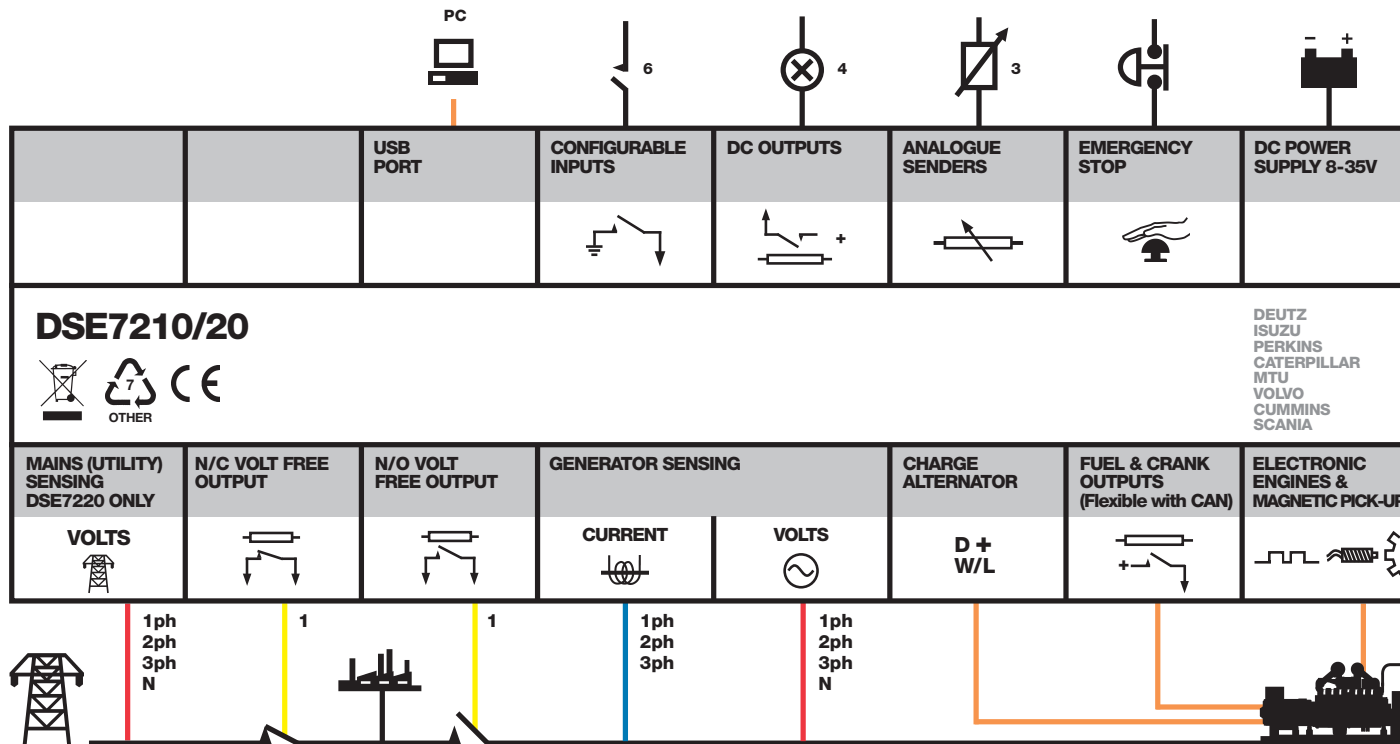 PC
6
4
3
- +
USB
PORT
CONFIGURABLE
INPUTS
DC OUTPUTS
ANALOGUE
SENDERS
EMERGENCY
STOP
DC POWER
SUPPLY 8-35V
+
DSE7210/20
7
OTHER
CE
DEUTZ
ISUZU
PERKINS
CATERPILLAR
MTU
VOLVO
CUMMINS
SCANIA
MAINS (UTILITY)
SENSING
DSE7220 ONLY
VOLTS
N/C VOLT FREE
OUTPUT
N/O VOLT
FREE OUTPUT
GENERATOR SENSING
CURRENT
VOLTS
CHARGE
ALTERNATOR
D+
W/L
FUEL & CRANK
OUTPUTS
(Flexible with CAN)
+
ELECTRONIC
ENGINES &
MAGNETIC PICK-UP
1ph
2ph
3ph
N
1
1
1ph
2ph
3ph
1ph
2ph
3ph
N